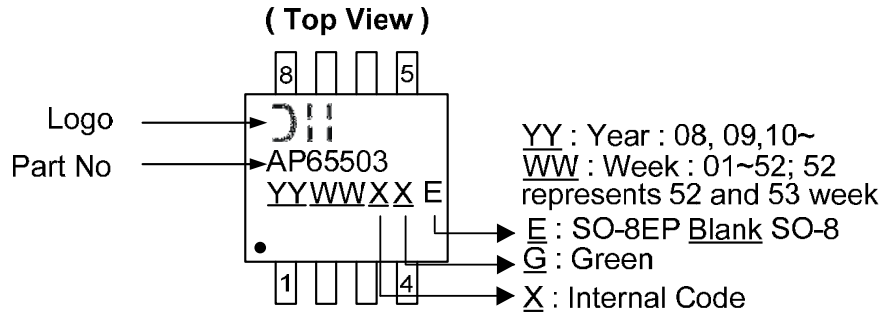 ( Top View )
8 5
Logo
Part No
AP65503
YYWWXX E
1 4
YY : Year : 08, 09,10~
WW : Week : 01~52; 52
represents 52 and 53 week
E : SO-8EP Blank SO-8
G : Green
X : Internal Code